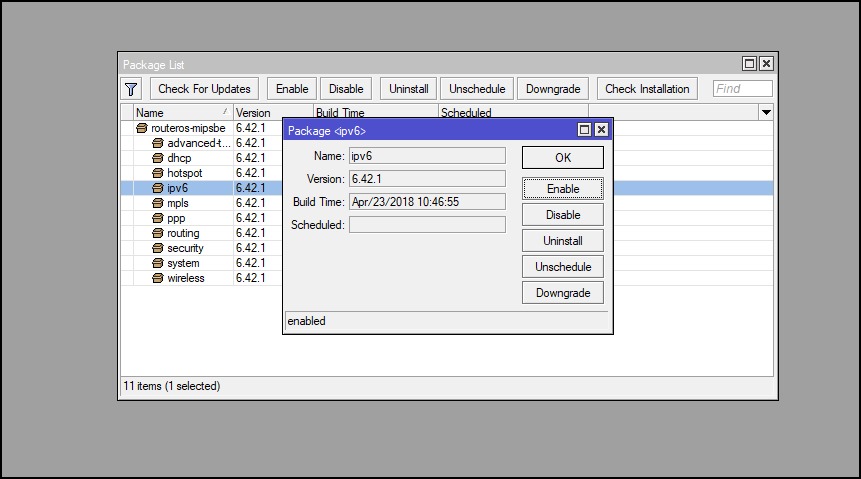 Package List
Check For Updates Enable Disable Uninstall Unschedule Downgrade Check Installation Find
Name Version Build Time Scheduled
routeros-mipsbe 6.42.1
advanced-t... 6.42.1
dhcp 6.42.1
hotspot 6.42.1
ipv6 6.42.1
mpls 6.42.1
ppp 6.42.1
routing 6.42.1
security 6.42.1
system 6.42.1
wireless 6.42.1
11 items (1 selected)
Package <ipv6>
Name: ipv6
Version: 6.42.1
Build Time: Apr/23/2018 10:46:55
Scheduled:
OK
Enable
Disable
Uninstall
Unschedule
Downgrade
enabled